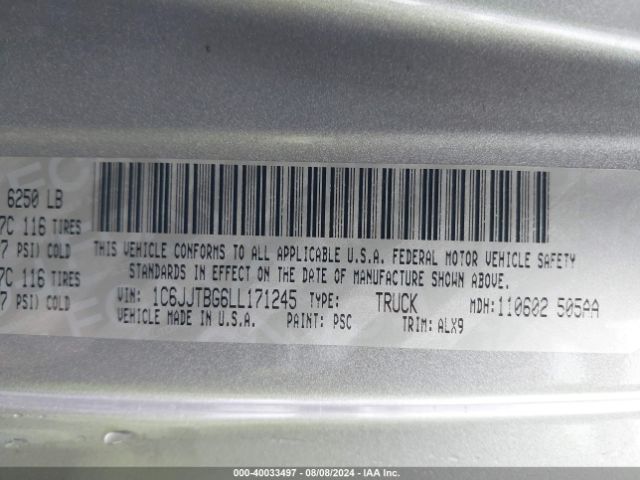 6250 LB
7C 116 TIRES
7 PSI) COLD
7C 116 TIRES
7 PSI) COLD
THIS VEHICLE CONFORMS TO ALL APPLICABLE U.S.A. FEDERAL MOTOR VEHICLE SAFETY
STANDARDS IN EFFECT ON THE DATE OF MANUFACTURE SHOWN ABOVE.
VIN: 1C6JJTBG6LL171245 TYPE: TRUCK MDH:110602 505AA
VEHICLE MADE IN U.S.A. PAINT: PSC TRIM: ALX9
000-40033497 - 08/08/2024 - IAA Inc.